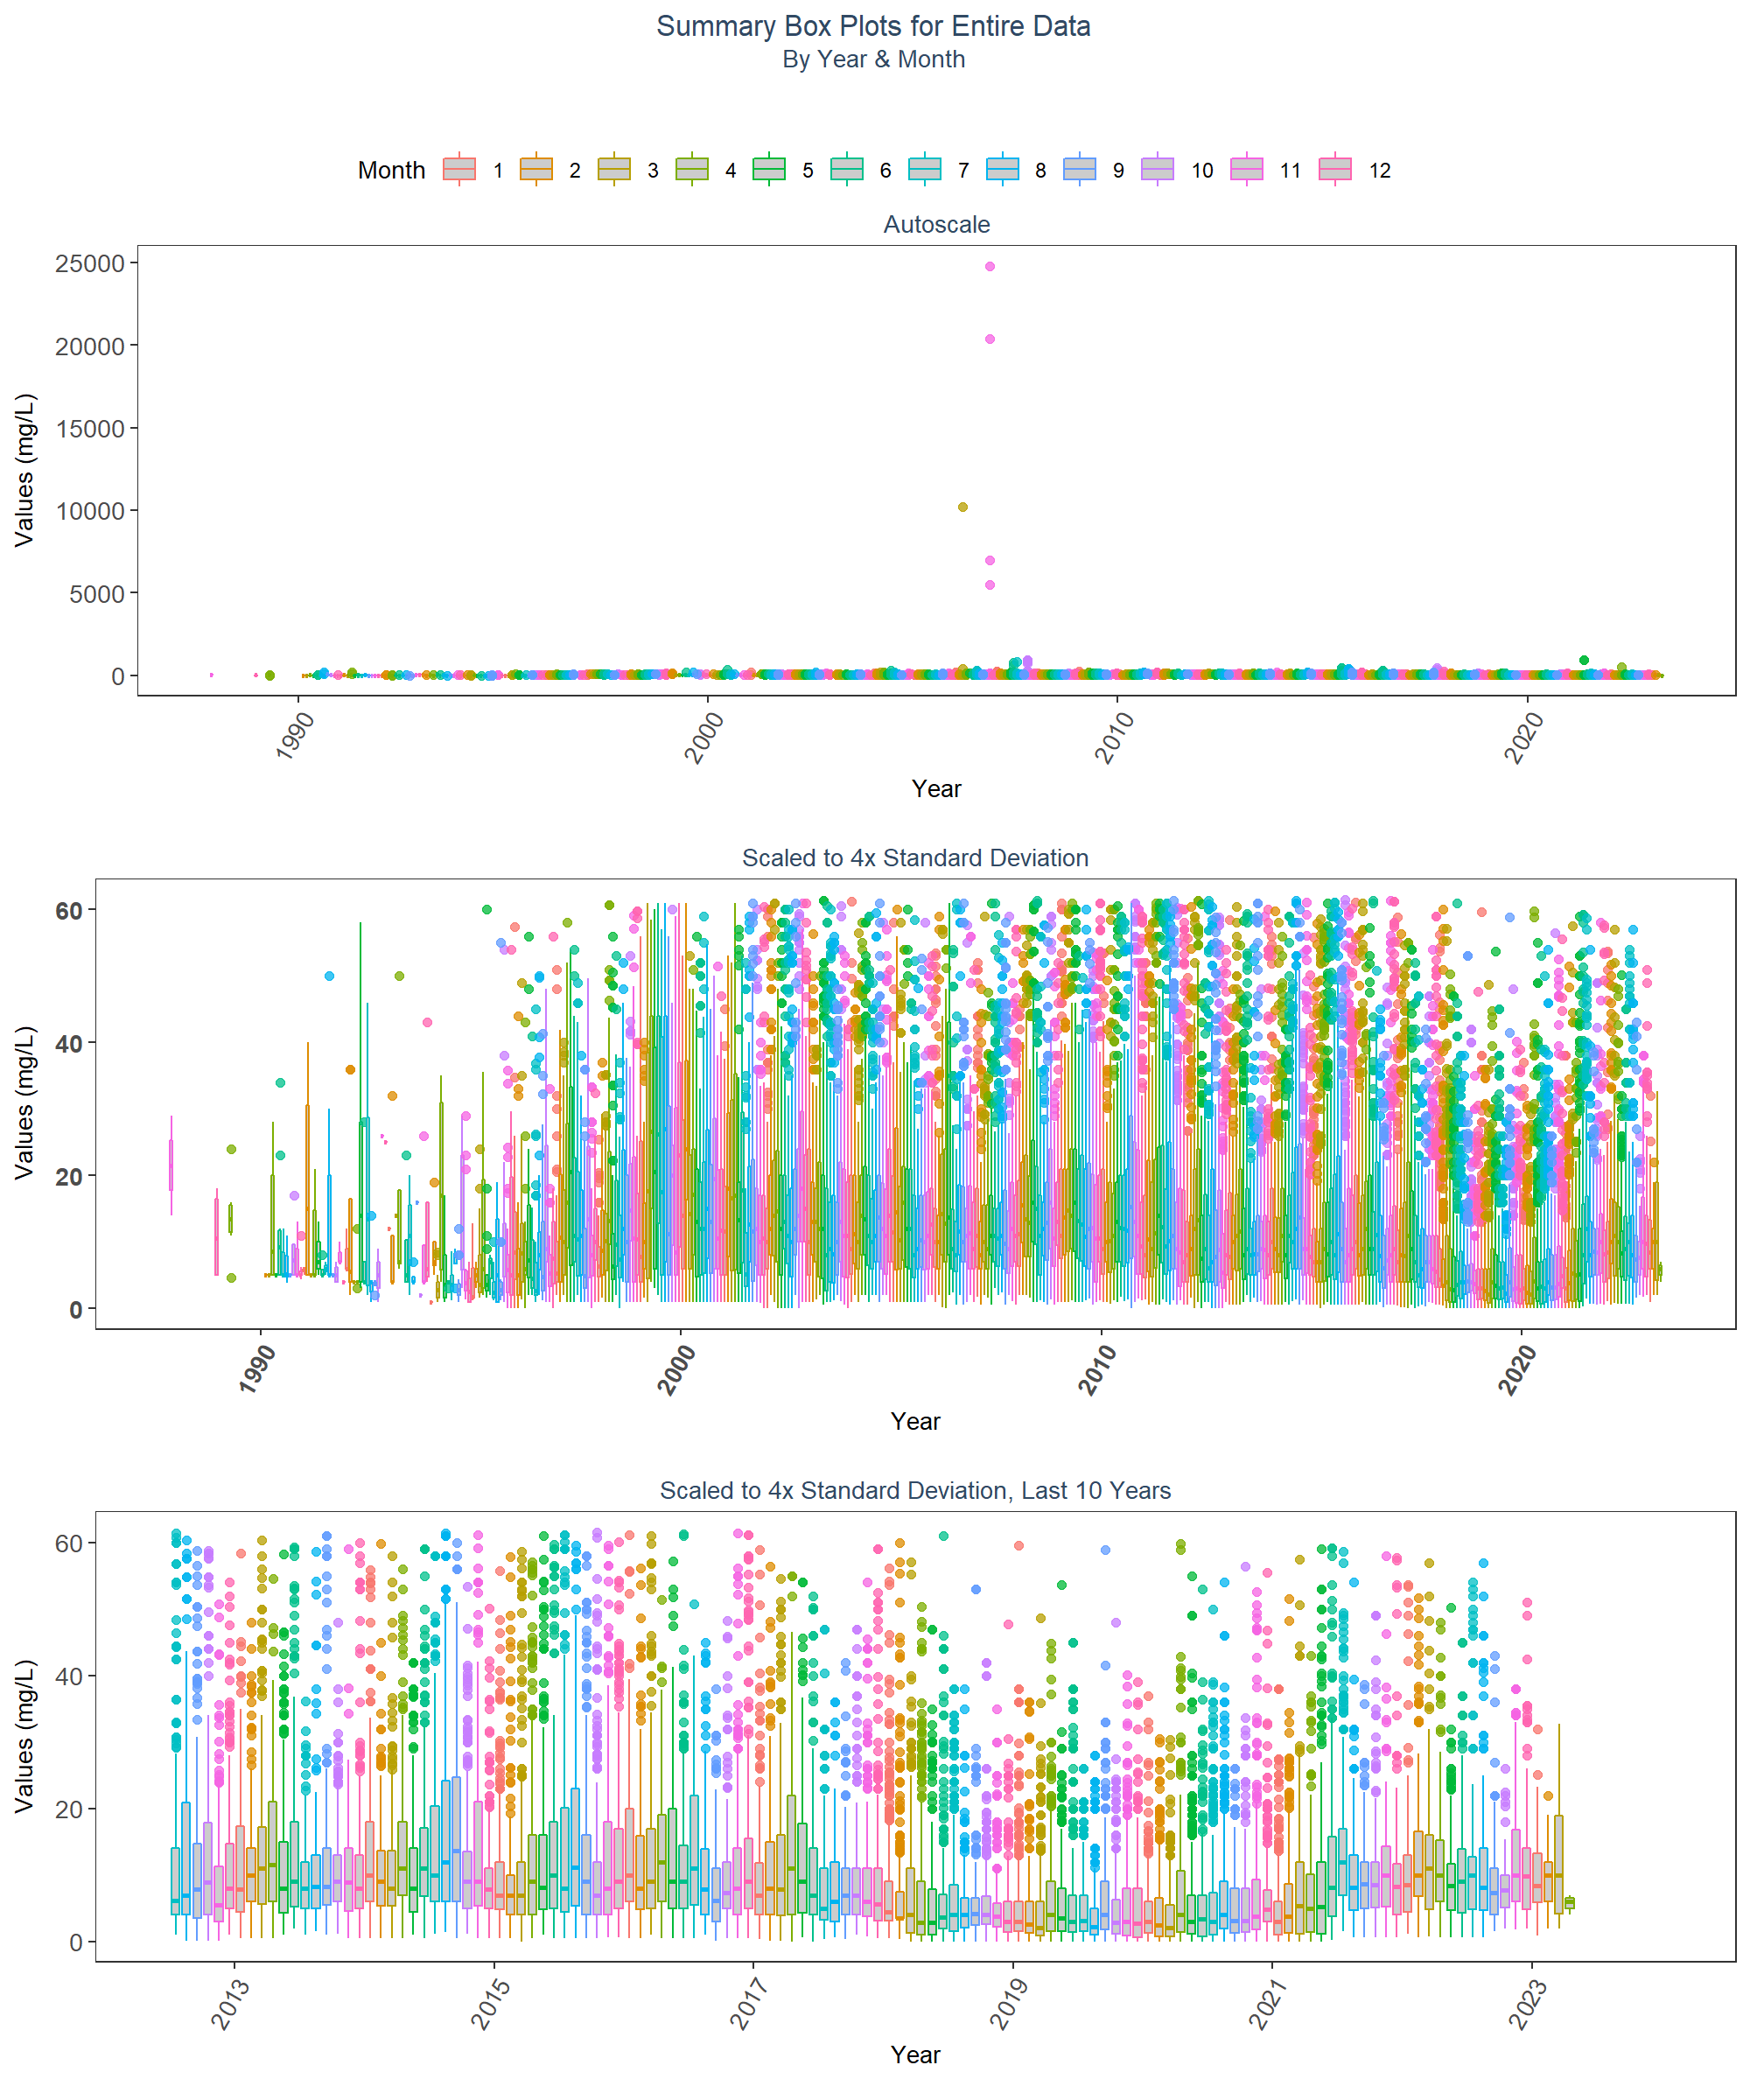 Summary Box Plots for Entire Data
By Year & Month
Month 1 2 3 4 5 6 7 8 9 10 11 12
Autoscale
Values (mg/L)
25000
20000
15000
10000
5000
0
1990 2000 2010 2020
Year
Scaled to 4x Standard Deviation
Values (mg/L)
60
40
20
0
1990 2000 2010 2020
Year
Scaled to 4x Standard Deviation, Last 10 Years
Values (mg/L)
60
40
20
0
2013 2015 2017 2019 2021 2023
Year